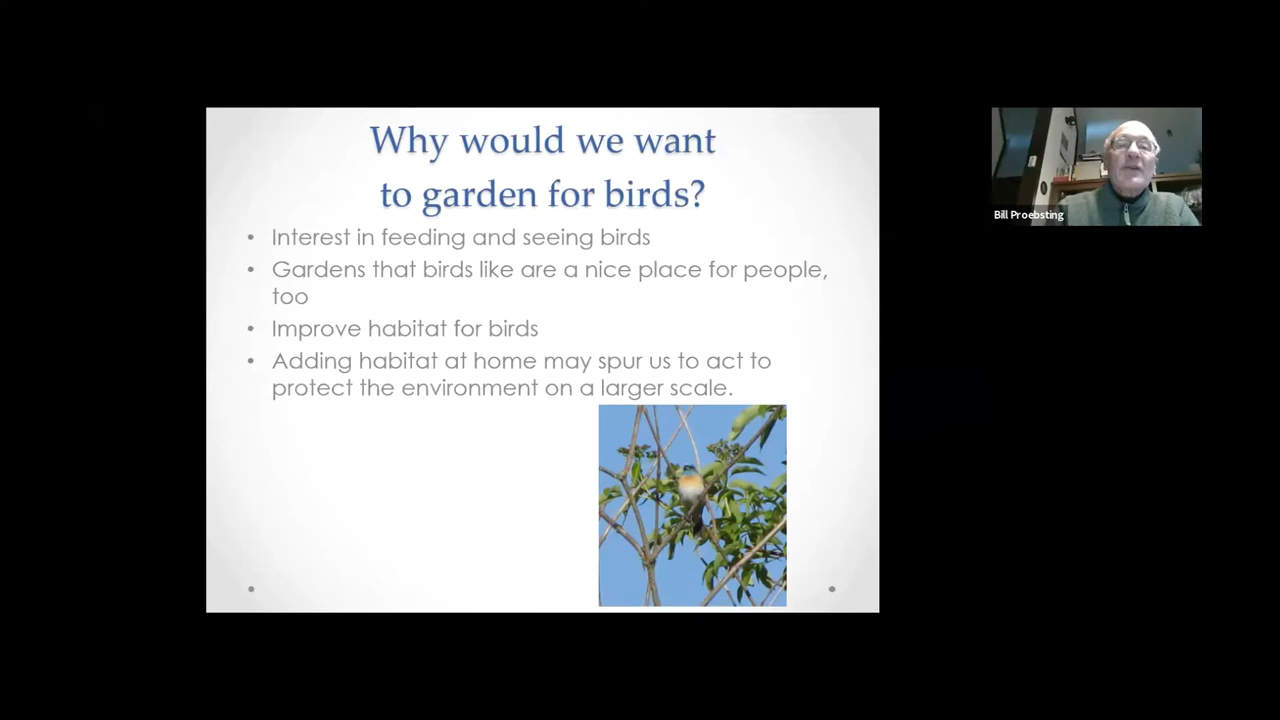 Why would we want
to garden for birds?
• Interest in feeding and seeing birds
• Gardens that birds like are a nice place for people,
too
• Improve habitat for birds
• Adding habitat at home may spur us to act to
protect the environment on a larger scale.
Bill Proebsting